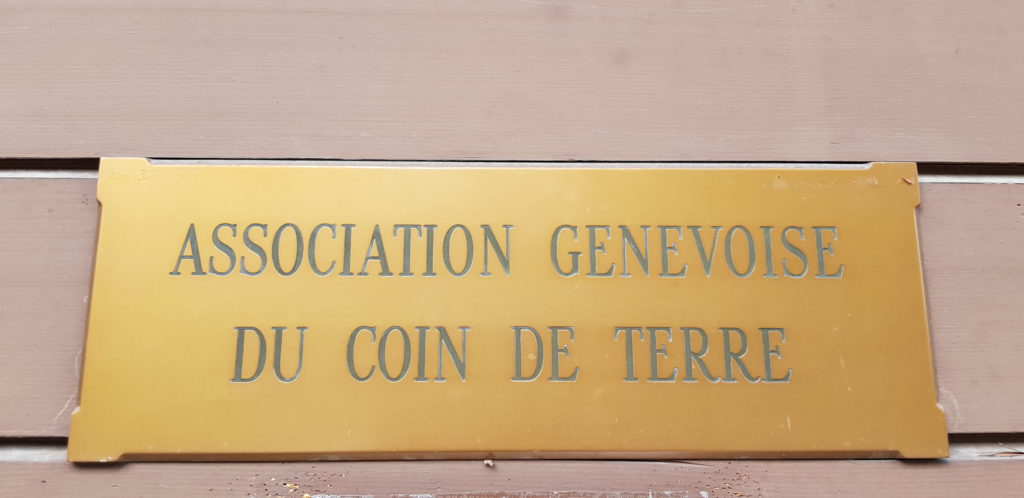 ASSOCIATION GENEVOISE
DU COIN DE TERRE